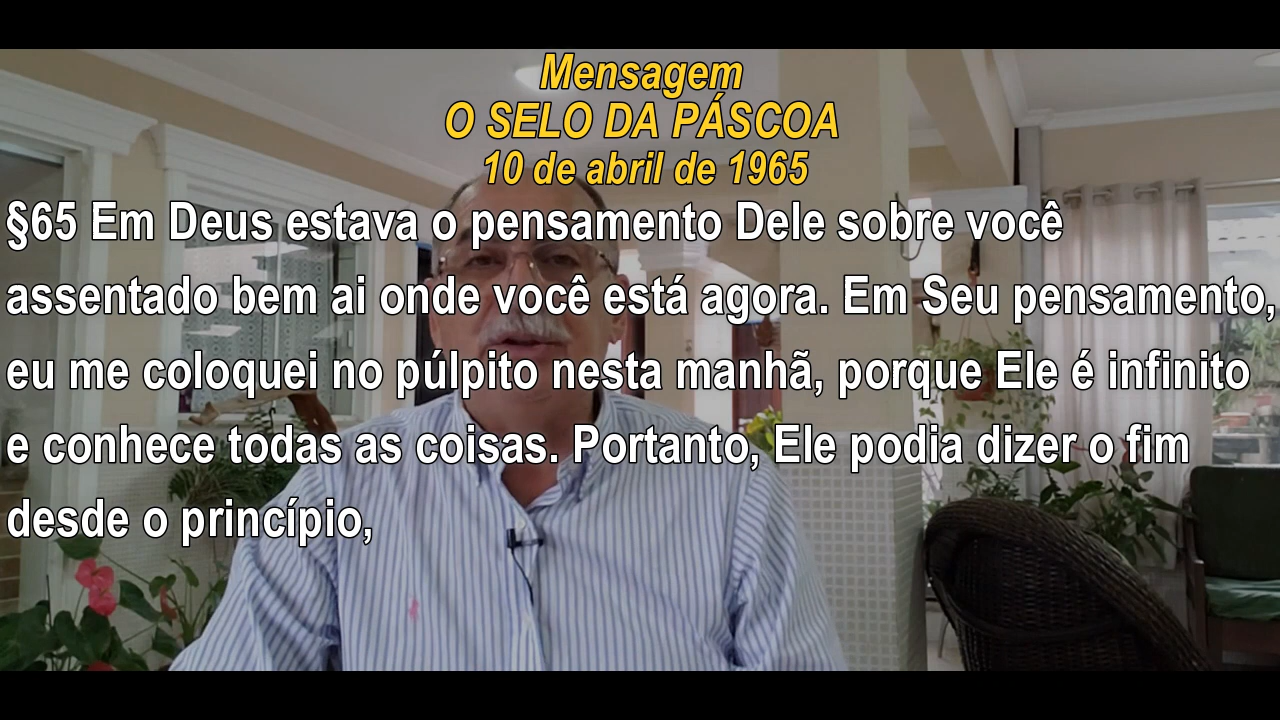 Mensagem
O SELO DA PÁSCOA
10 de abril de 1965
§65 Em Deus estava o pensamento Dele sobre você
assentado bem ai onde você está agora. Em Seu pensamento,
eu me coloquei no púlpito nesta manhã, porque Ele é infinito
e conhece todas as coisas. Portanto, Ele podia dizer o fim
desde o princípio,